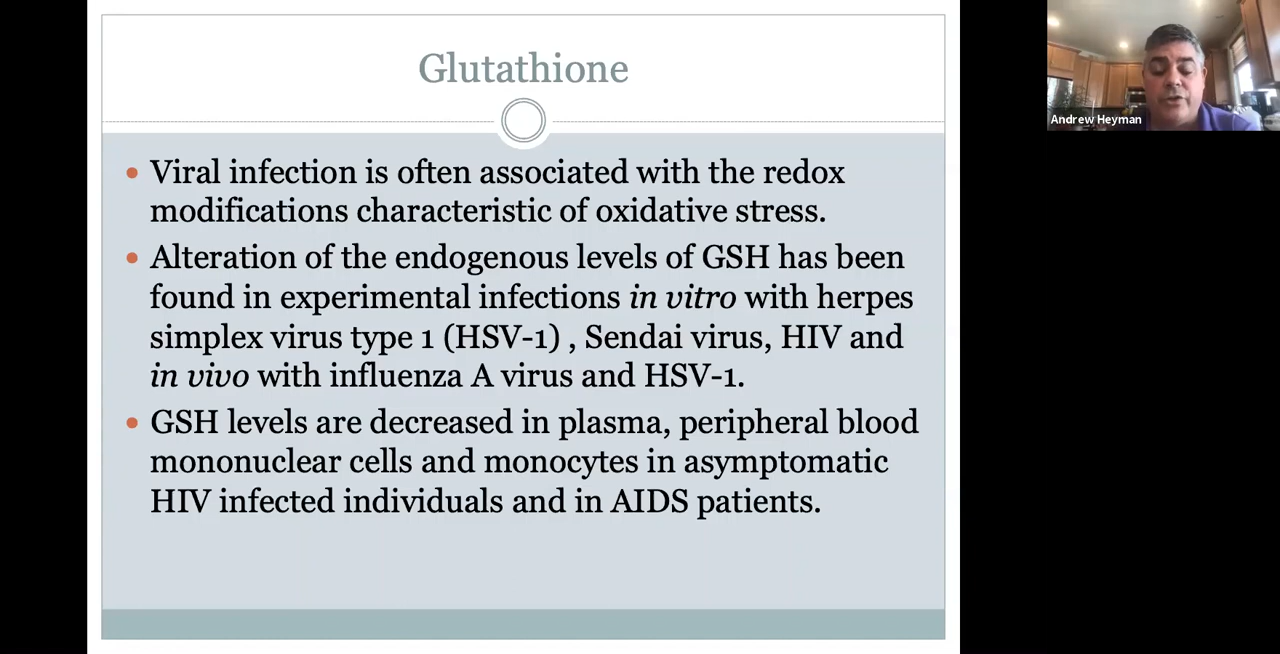 Glutathione
Andrew Heyman
• Viral infection is often associated with the redox
modifications characteristic of oxidative stress.
• Alteration of the endogenous levels of GSH has been
found in experimental infections in vitro with herpes
simplex virus type 1 (HSV-1) , Sendai virus, HIV and
in vivo with influenza A virus and HSV-1.
• GSH levels are decreased in plasma, peripheral blood
mononuclear cells and monocytes in asymptomatic
HIV infected individuals and in AIDS patients.